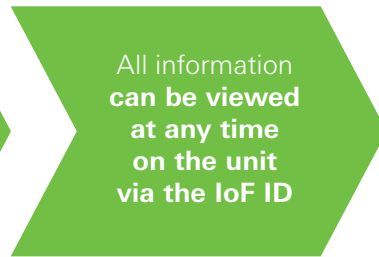 All information
can be viewed
at any time
on the unit
via the IoF ID